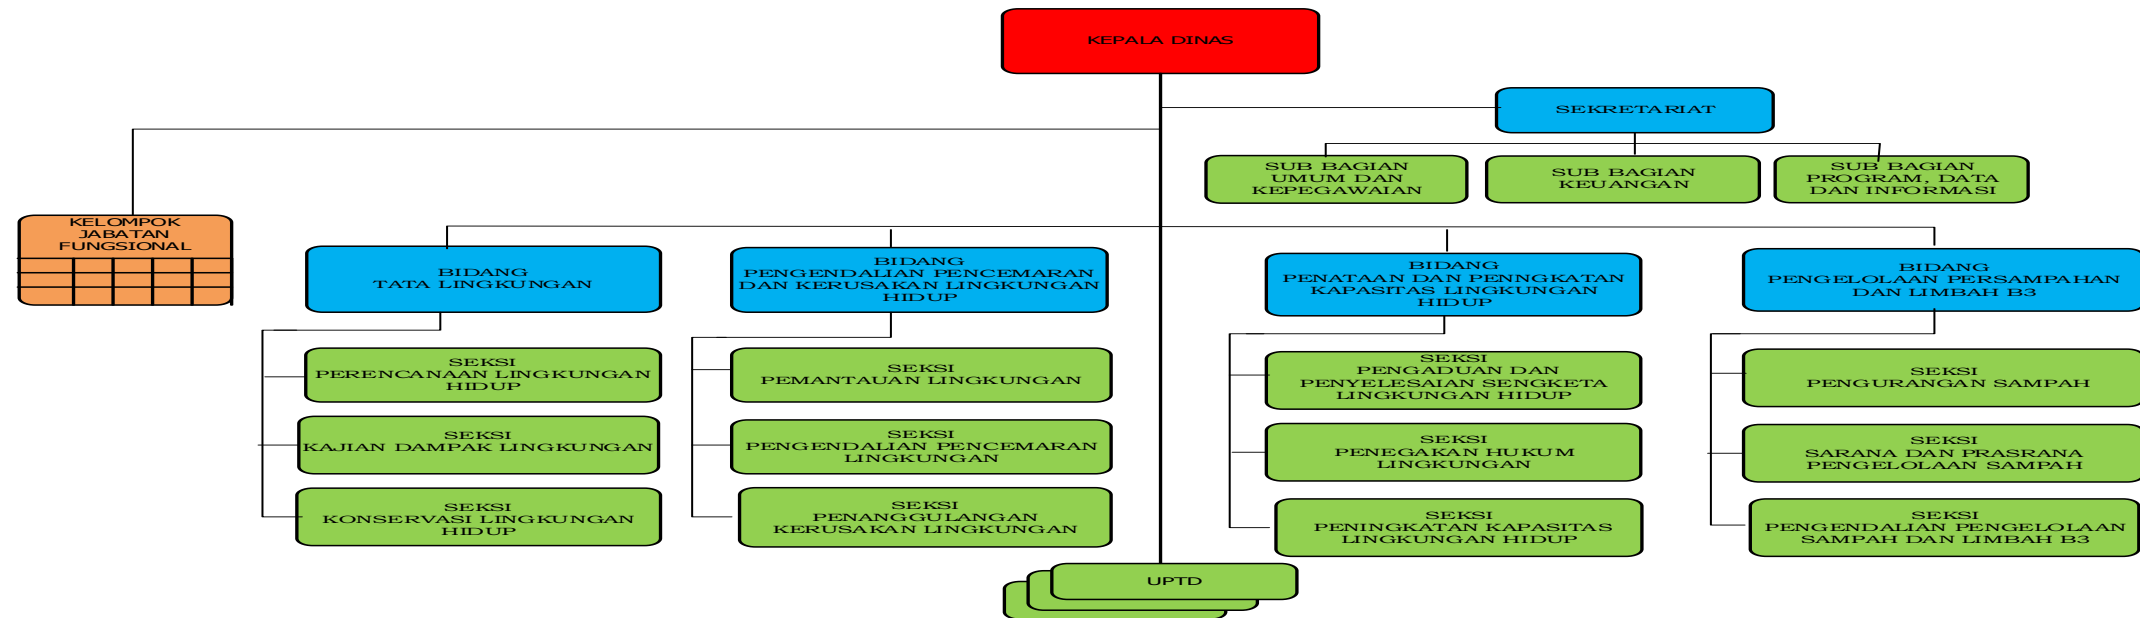 KEPALA DINAS
SEKRETARIAT
SUB BAGIAN
UMUM DAN
KEPEGAWAIAN
SUB BAGIAN
KEUANGAN
SUB BAGIAN
PROGRAM, DATA
DAN INFORMASI
KELOMPOK
JABATAN
FUNGSIONAL
BIDANG
TATA LINGKUNGAN
BIDANG
PENGENDALIAN PENCEMARAN
DAN KERUSAKAN LINGKUNGAN
HIDUP
BIDANG
PENATAAN DAN PENNGKATAN
KAPASITAS LINGKUNGAN
HIDUP
BIDANG
PENGELOLAAN PERSAMPAHAN
DAN LIMBAH B3
SEKSI
PERENCANAAN LINGKUNGAN
HIDUP
SEKSI
PEMANTAUAN LINGKUNGAN
SEKSI
PENGADUAN DAN
PENYELESAIAN SENGKETA
LINGKUNGAN HIDUP
SEKSI
PENGURANGAN SAMPAH
SEKSI
KAJIAN DAMPAK LINGKUNGAN
SEKSI
PENGENDALIAN PENCEMARAN
LINGKUNGAN
SEKSI
PENEGAKAN HUKUM
LINGKUNGAN
SEKSI
SARANA DAN PRASRANA
PENGELOLAAN SAMPAH
SEKSI
KONSERVASI LINGKUNGAN
HIDUP
SEKSI
PENANGGULANGAN
KERUSAKAN LINGKUNGAN
SEKSI
PENINGKATAN KAPASITAS
LINGKUNGAN HIDUP
SEKSI
PENGENDALIAN PENGELOLAAN
SAMPAH DAN LIMBAH B3
UPTD